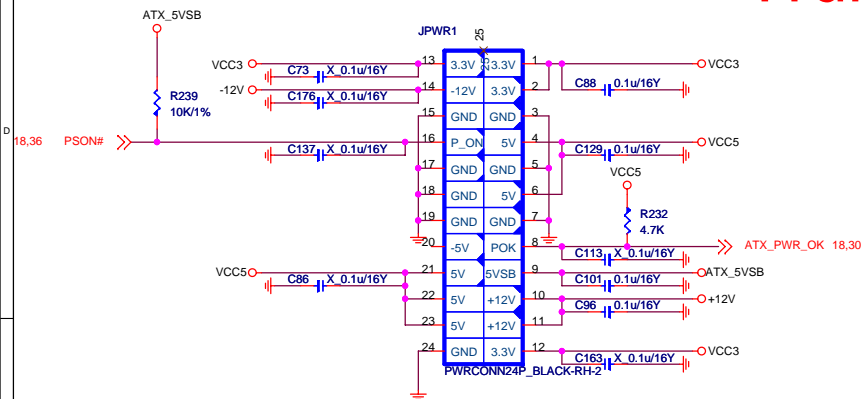 ATX_5VSB
JPWR1
25
25
VCC3
13
3.3V
3.3V
1
VCC3
C73
X_0.1u/16Y
-12V
14
-12V
3.3V
2
C88
0.1u/16Y
R239
10K/1%
C176
X_0.1u/16Y
15
GND
GND
3
D
18,36
PSON#
16
P_ON
5V
4
VCC5
C137
X_0.1u/16Y
C129
0.1u/16Y
17
GND
GND
5
VCC5
18
GND
5V
6
R232
4.7K
19
GND
GND
7
20
-5V
POK
8
ATX_PWR_OK
18,30
C113
X_0.1u/16Y
VCC5
21
5V
5VSB
9
ATX_5VSB
C86
X_0.1u/16Y
C101
0.1u/16Y
22
5V
+12V
10
+12V
C96
0.1u/16Y
23
5V
+12V
11
24
GND
3.3V
12
VCC3
C163
X_0.1u/16Y
PWRCONN24P_BLACK-RH-2